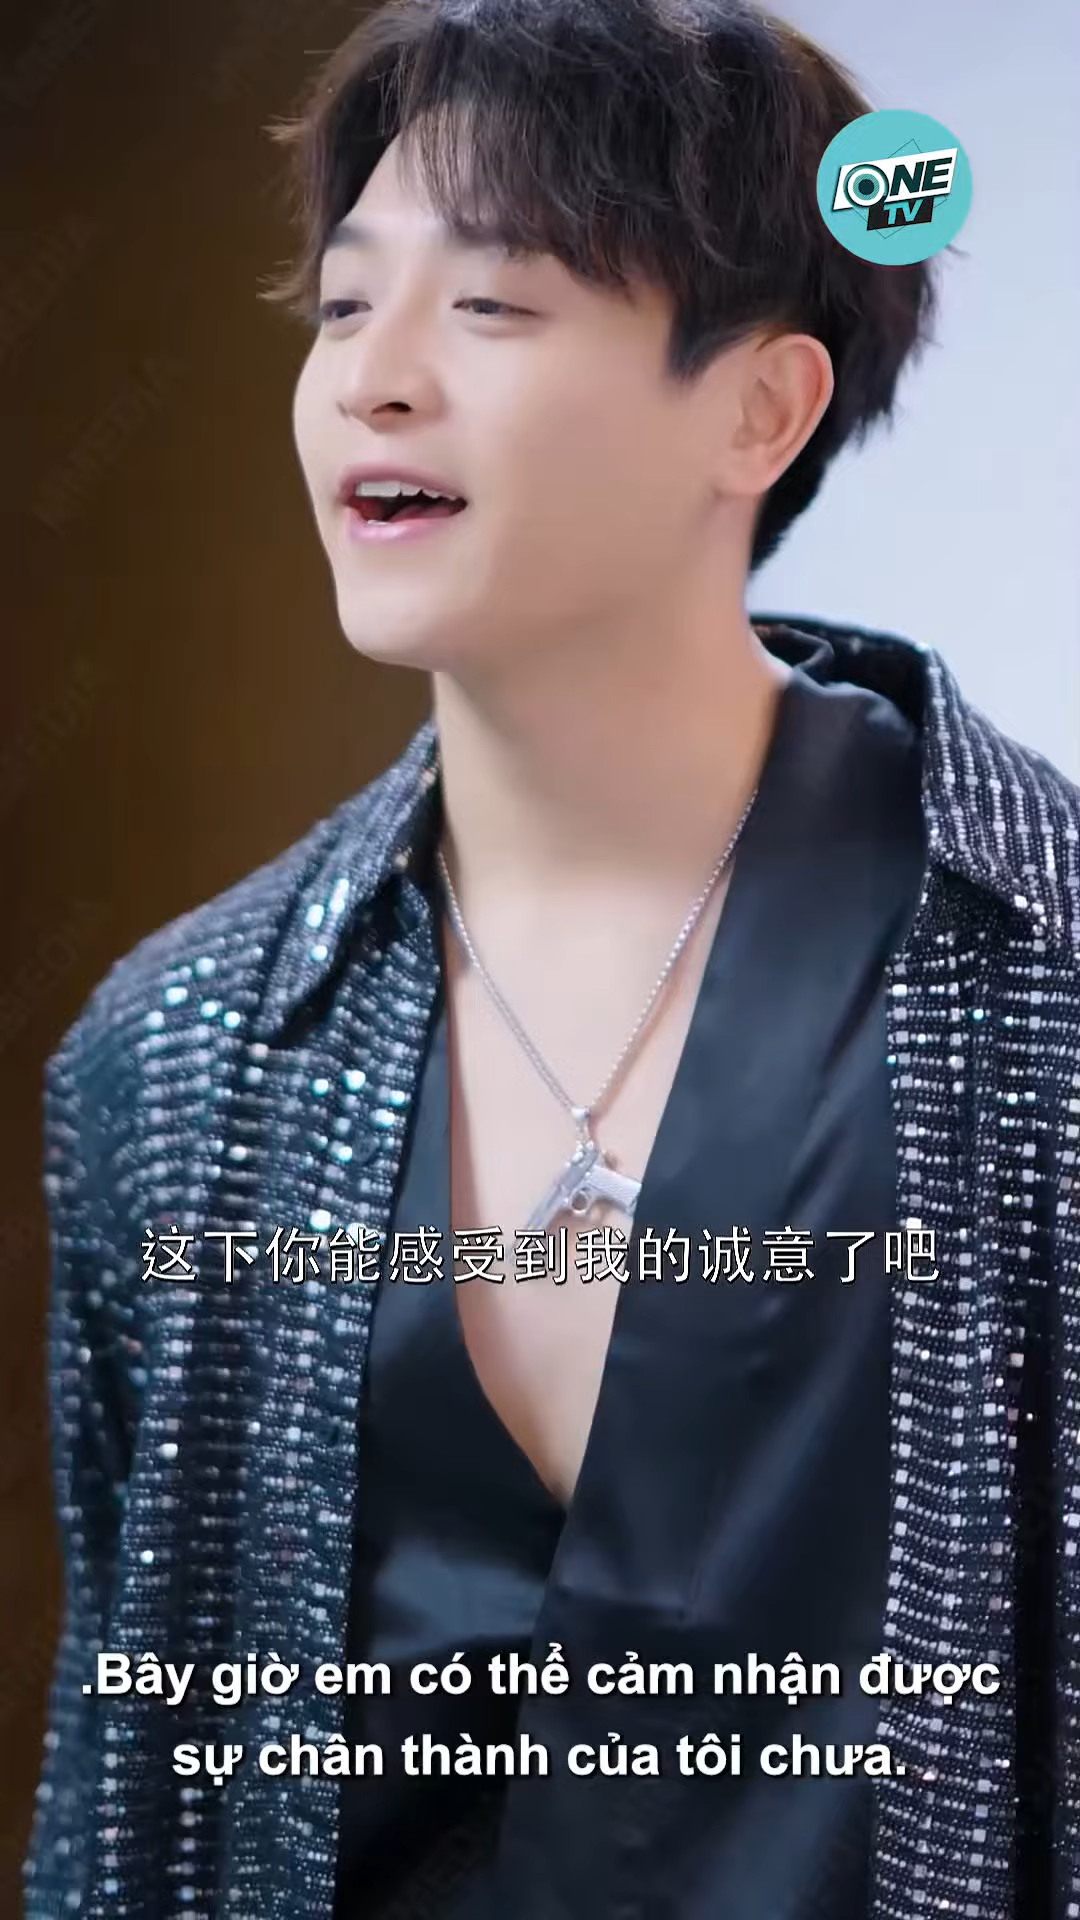 ONE
TV
这下你能感受到我的诚意了吧
.Bây giờ em có thể cảm nhận được
sự chân thành của tôi chưa.